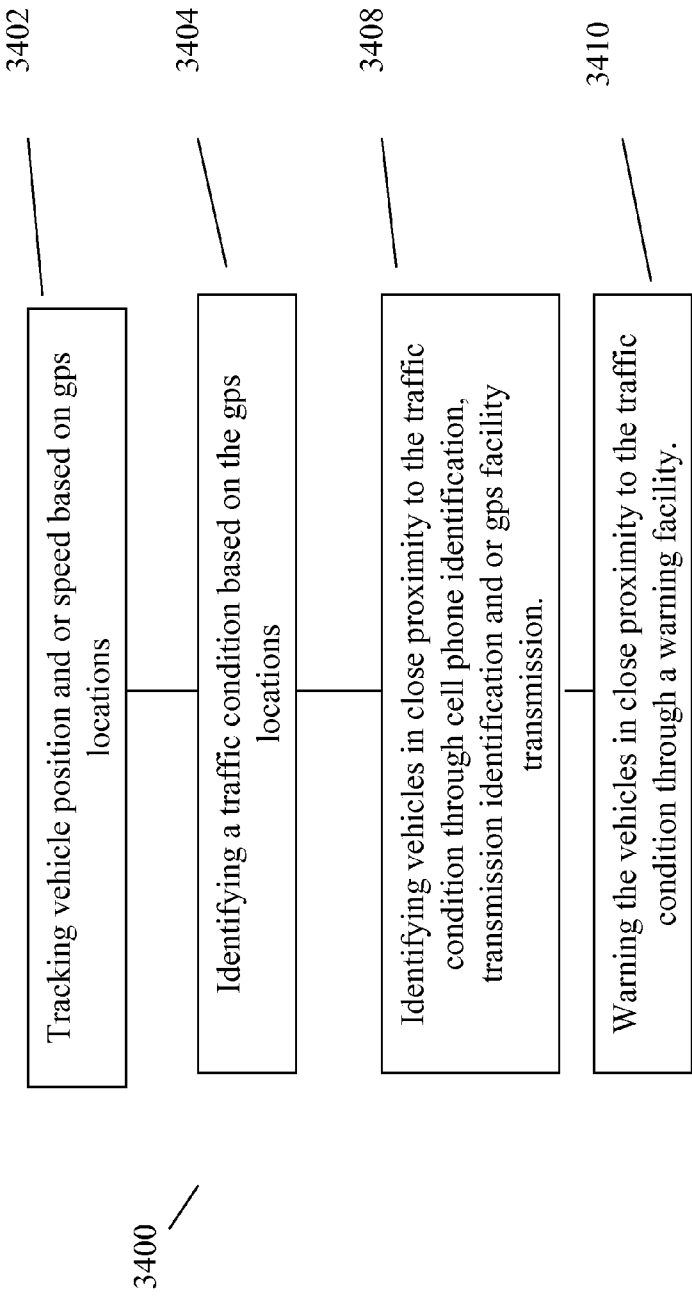 3400
Tracking vehicle position and or speed based on gps
locations
3402
Identifying a traffic condition based on the gps
locations
3404
Identifying vehicles in close proximity to the traffic
condition through cell phone identification,
transmission identification and or gps facility
transmission.
3408
Warning the vehicles in close proximity to the traffic
condition through a warning facility.
3410